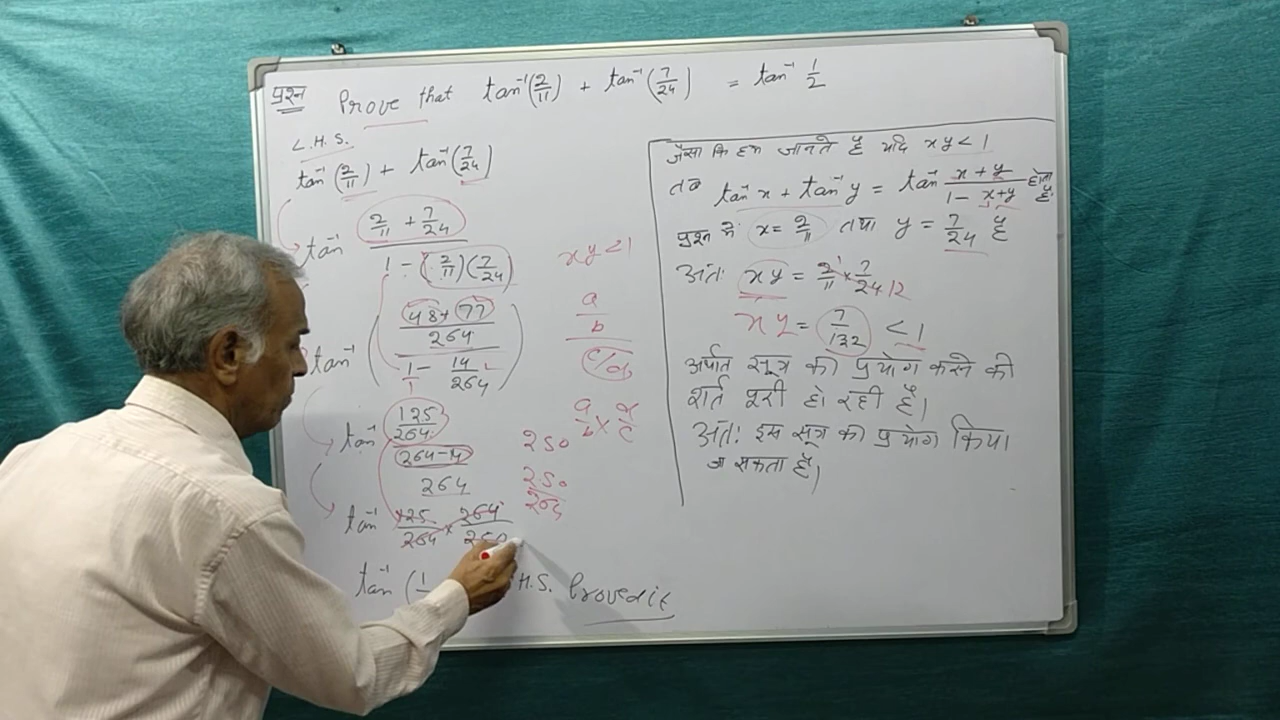 प्रश्न Prove that tan⁻¹(2/11) + tan⁻¹(7/24) = tan⁻¹ 1/2
L.H.S.
tan⁻¹(2/11) + tan⁻¹(7/24)
tan⁻¹ (2/11 + 7/24) / (1 - (2/11)(7/24))
tan⁻¹ (((48+77)/264) / (1/1 - 14/264))
tan⁻¹ (125/264) / ((264-14)/264)
tan⁻¹ 125/264 × 264/250
tan⁻¹ (1
H.S. Proved it
xy<1
a/b
c/d
a/b × d/c
250
250/264
जैसा कि हम जानते हैं यदि xy<1
तब tan⁻¹x + tan⁻¹y = tan⁻¹ (x+y)/(1-x+y) होता है
प्रश्न में x = 2/11 तथा y = 7/24 है
अतः xy = 2/11 × 7/24 1 12
xy = 7/132 < 1
अर्थात सूत्र को प्रयोग करने की
शर्त पूरी हो रही है।
अतः इस सूत्र को प्रयोग किया
जा सकता है।